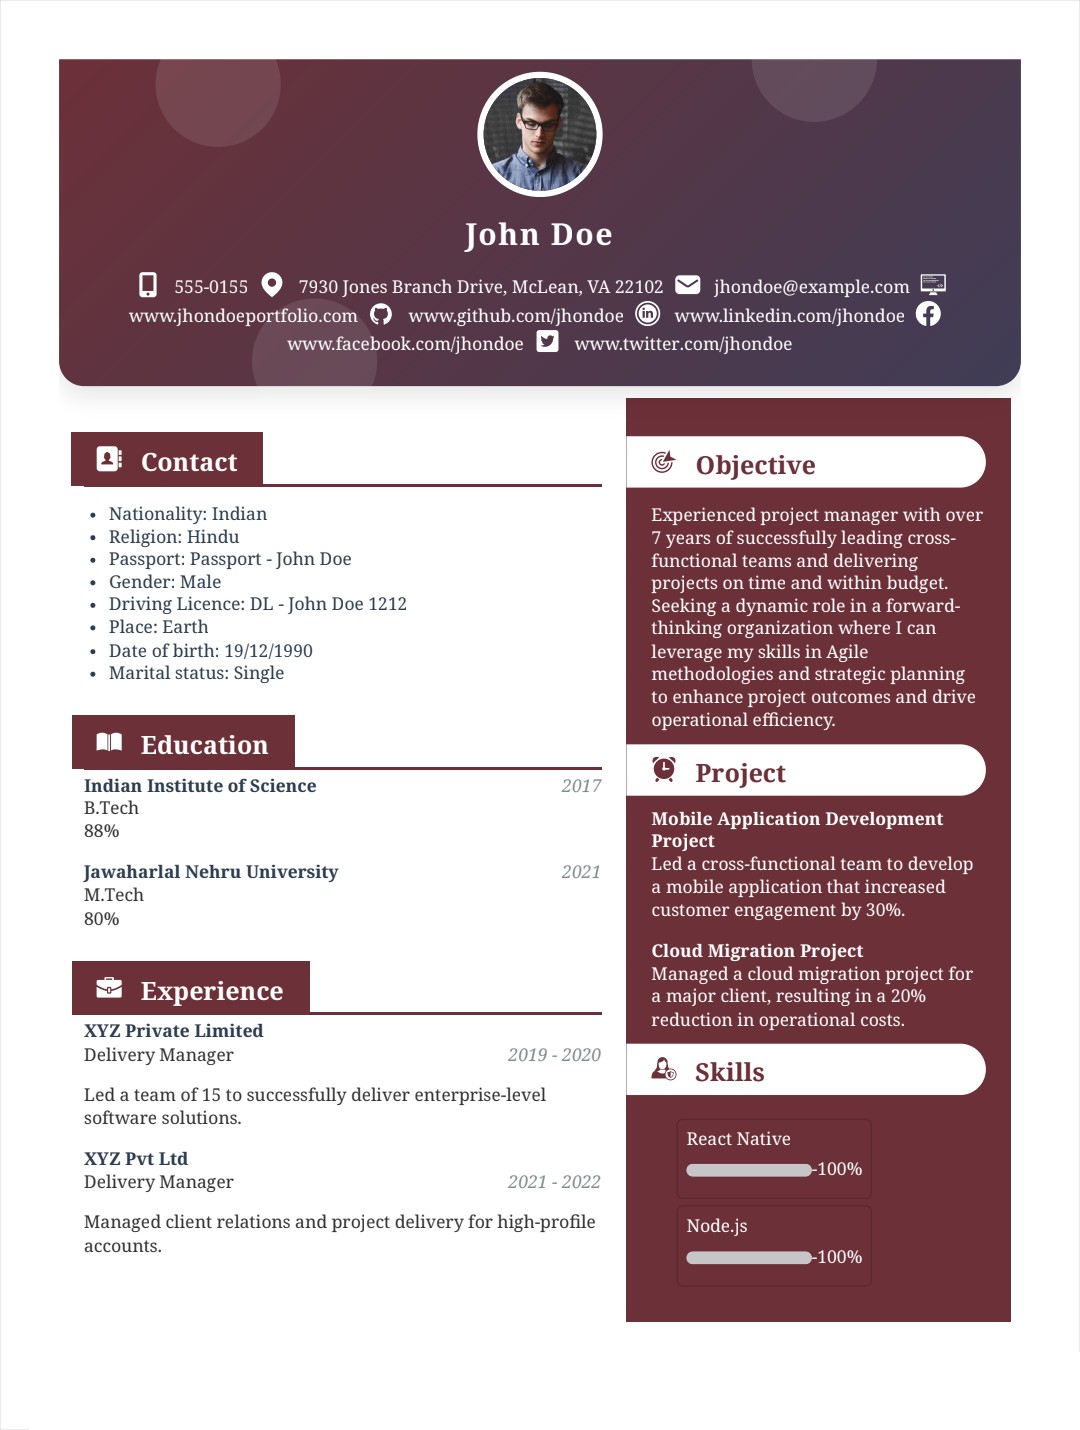 John Doe
555-0155 7930 Jones Branch Drive, McLean, VA 22102 jhondoe@example.com
www.jhondoeportfolio.com www.github.com/jhondoe www.linkedin.com/jhondoe
www.facebook.com/jhondoe www.twitter.com/jhondoe
Contact
• Nationality: Indian
• Religion: Hindu
• Passport: Passport - John Doe
• Gender: Male
• Driving Licence: DL - John Doe 1212
• Place: Earth
• Date of birth: 19/12/1990
• Marital status: Single
Education
Indian Institute of Science 2017
B.Tech
88%
Jawaharlal Nehru University 2021
M.Tech
80%
Experience
XYZ Private Limited
Delivery Manager 2019 - 2020
Led a team of 15 to successfully deliver enterprise-level
software solutions.
XYZ Pvt Ltd
Delivery Manager 2021 - 2022
Managed client relations and project delivery for high-profile
accounts.
Objective
Experienced project manager with over
7 years of successfully leading cross-
functional teams and delivering
projects on time and within budget.
Seeking a dynamic role in a forward-
thinking organization where I can
leverage my skills in Agile
methodologies and strategic planning
to enhance project outcomes and drive
operational efficiency.
Project
Mobile Application Development
Project
Led a cross-functional team to develop
a mobile application that increased
customer engagement by 30%.
Cloud Migration Project
Managed a cloud migration project for
a major client, resulting in a 20%
reduction in operational costs.
Skills
React Native
-100%
Node.js
-100%